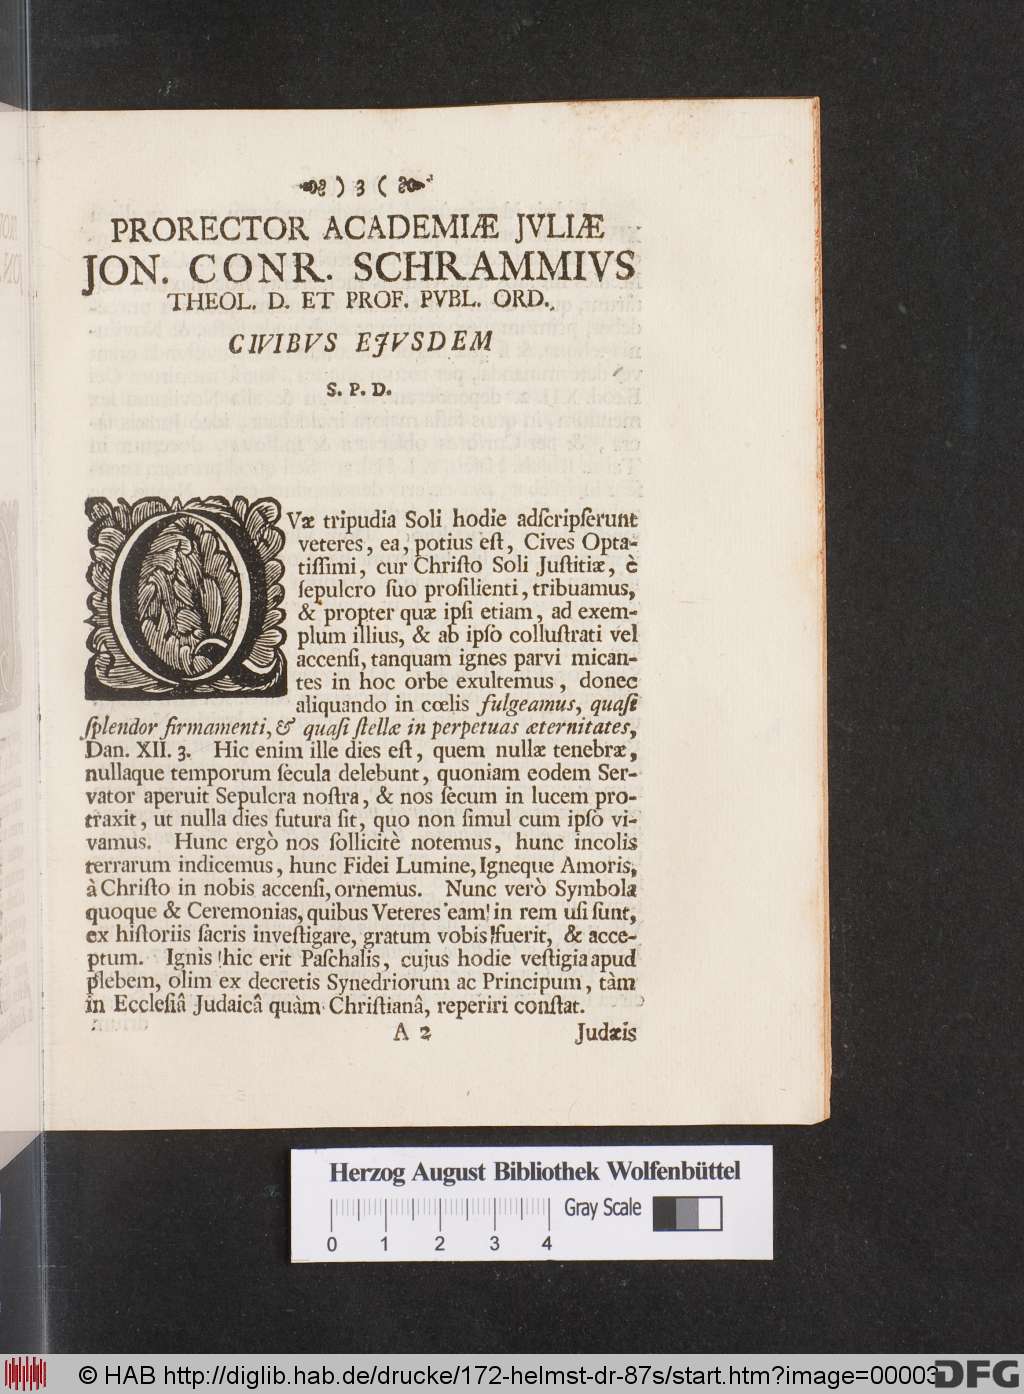 ) 3 (
PRORECTOR ACADEMIÆ JVLIÆ
JON. CONR. SCHRAMMIVS
THEOL. D. ET PROF. PVBL. ORD.
CIVIBVS EJVSDEM
S. P. D.
QVæ tripudia Soli hodie adſcripſerunt
veteres, ea, potius eſt, Cives Opta-
tiſſimi, cur Chriſto Soli Juſtitiæ, è
ſepulcro ſuo proſilienti, tribuamus,
& propter quæ ipſi etiam, ad exem-
plum illius, & ab ipſo colluſtrati vel
accenſi, tanquam ignes parvi mican-
tes in hoc orbe exultemus, donec
aliquando in cœlis fulgeamus, quaſi
ſplendor firmamenti, & quaſi ſtellæ in perpetuas æternitates,
Dan. XII. 3. Hic enim ille dies eſt, quem nullæ tenebræ,
nullaque temporum ſecula delebunt, quoniam eodem Ser-
vator aperuit Sepulcra noſtra, & nos ſecum in lucem pro-
traxit, ut nulla dies futura ſit, quo non ſimul cum ipſo vi-
vamus. Hunc ergò nos ſollicitè notemus, hunc incolis
terrarum indicemus, hunc Fidei Lumine, Igneque Amoris,
à Chriſto in nobis accenſi, ornemus. Nunc verò Symbola
quoque & Ceremonias, quibus Veteres eam in rem uſi ſunt,
ex hiſtoriis ſacris inveſtigare, gratum vobis fuerit, & acce-
ptum. Ignis hic erit Paſchalis, cujus hodie veſtigia apud
plebem, olim ex decretis Synedriorum ac Principum, tàm
in Eccleſiâ Judaicâ quàm Chriſtianâ, reperiri conſtat.
A 2 Judæis
Herzog August Bibliothek Wolfenbüttel
Gray Scale
0 1 2 3 4
© HAB http://diglib.hab.de/drucke/172-helmst-dr-87s/start.htm?image=00003
DFG